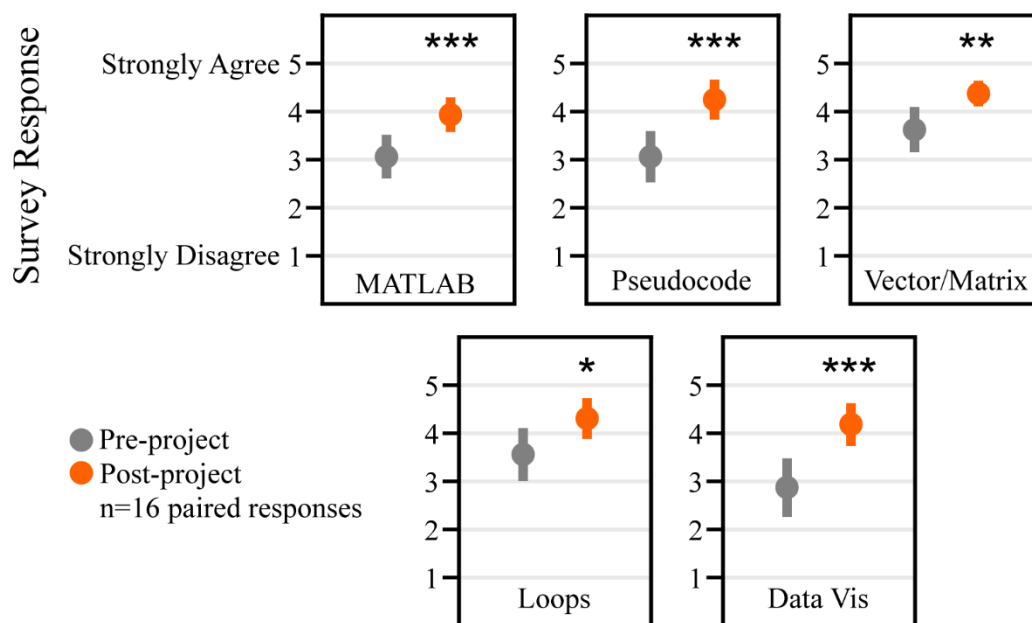 Survey Response
Strongly Agree
Strongly Disagree
5
4
3
2
1
***
MATLAB
5
4
3
2
1
***
Pseudocode
5
4
3
2
1
**
Vector/Matrix
Pre-project
Post-project
n=16 paired responses
5
4
3
2
1
*
Loops
5
4
3
2
1
***
Data Vis